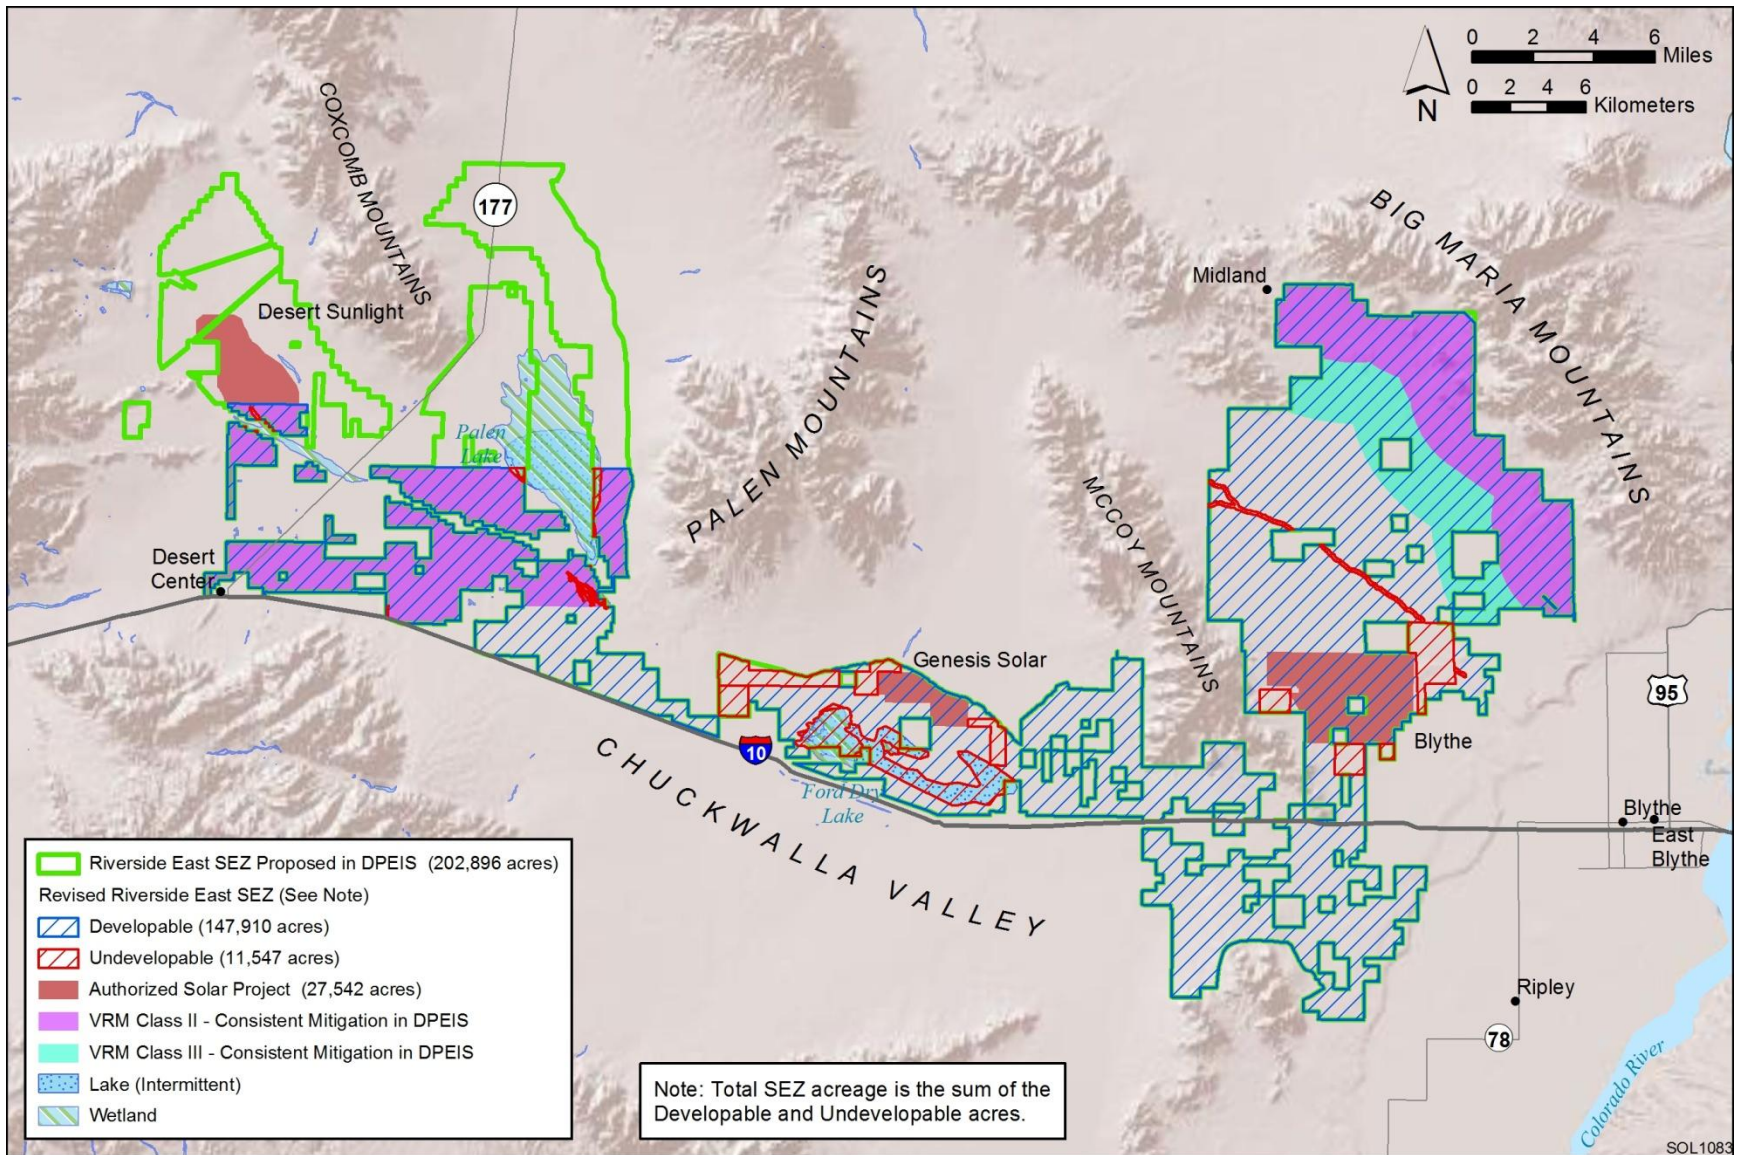 0 2 4 6
Miles
0 2 4 6
Kilometers
N
COXCOMB MOUNTAINS
177
BIG MARIA MOUNTAINS
Midland
Desert Sunlight
PALEN MOUNTAINS
Palen
Lake
MCCOY MOUNTAINS
Desert
Center
Genesis Solar
95
Blythe
10
CHUCKWALLA VALLEY
Ford Dry
Lake
Blythe
East
Blythe
Riverside East SEZ Proposed in DPEIS (202,896 acres)
Revised Riverside East SEZ (See Note)
Developable (147,910 acres)
Undevelopable (11,547 acres)
Authorized Solar Project (27,542 acres)
VRM Class II - Consistent Mitigation in DPEIS
VRM Class III - Consistent Mitigation in DPEIS
Lake (Intermittent)
Wetland
Ripley
78
Colorado River
Note: Total SEZ acreage is the sum of the
Developable and Undevelopable acres.
SOL1083